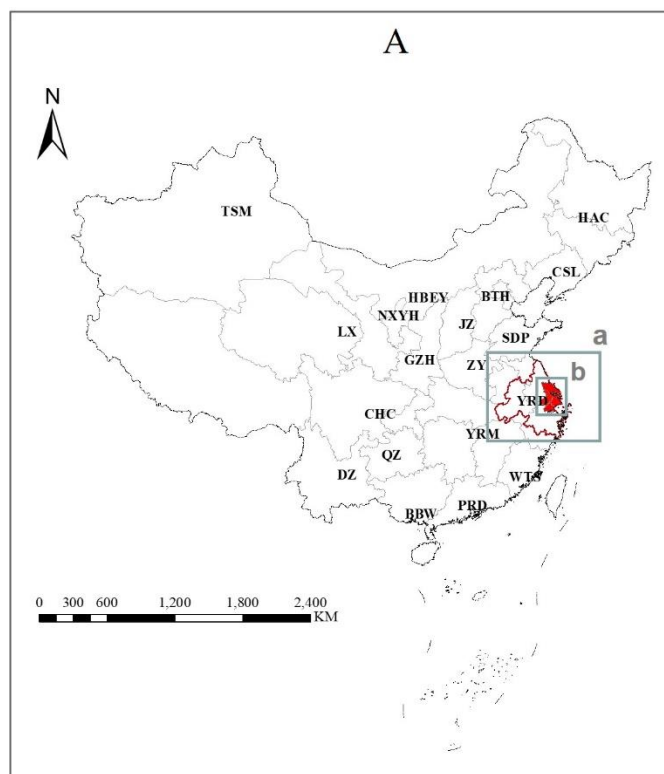 A
N
TSM
HAC
CSL
HBEY
BTH
NXYH
LX
JZ
SDP
a
GZH
ZY
b
YRD
CHC
YRM
QZ
DZ
WTS
BBW
PRD
0 300 600 1,200 1,800 2,400
KM